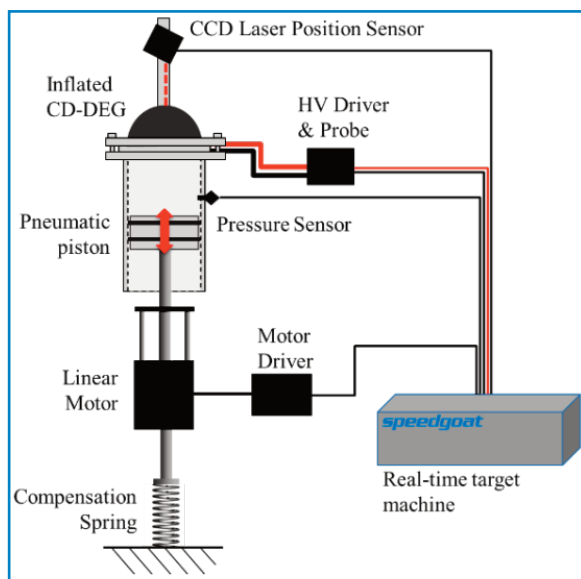 CCD Laser Position Sensor
Inflated
CD-DEG
HV Driver
& Probe
Pneumatic
piston
Pressure Sensor
Motor
Driver
Linear
Motor
speedgoat
Real-time target
machine
Compensation
Spring